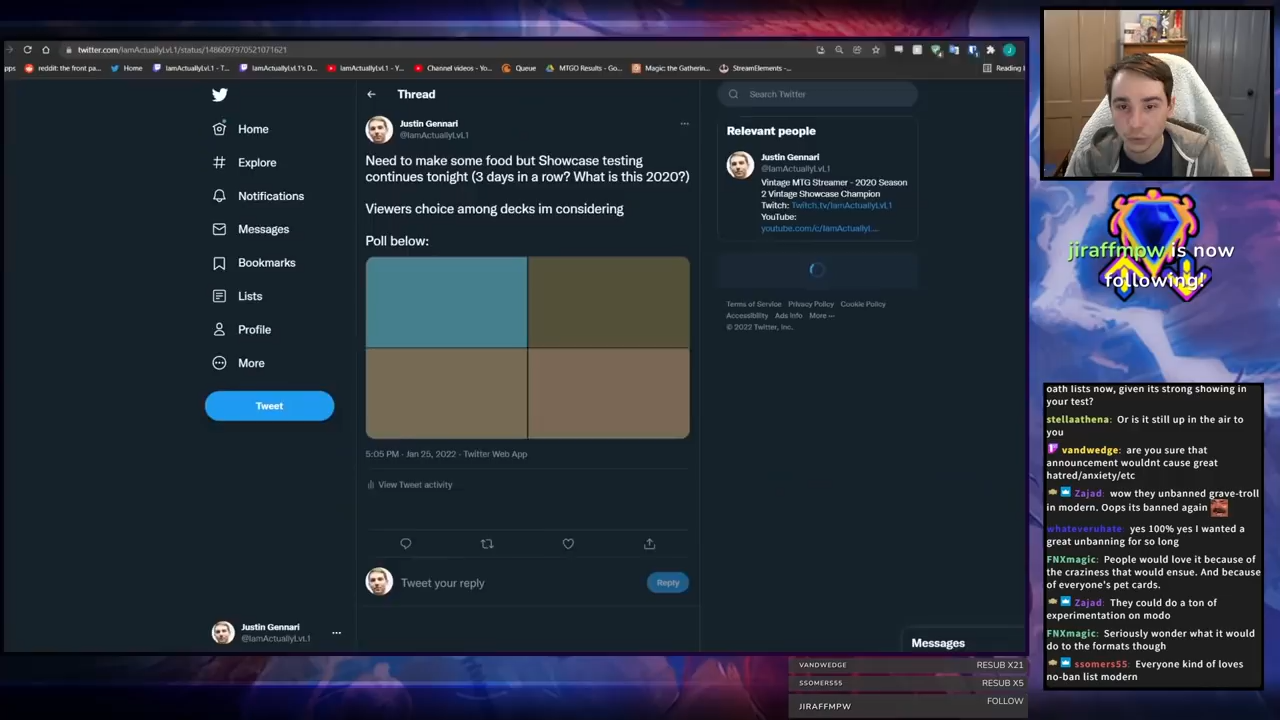 twitter.com/IamActuallyLvl1/status/1486097970521071621
apps
reddit: the front pa...
Home
IamActuallyLvl1 - T...
IamActuallyLvl1's D...
IamActuallyLvl1 - Y...
Channel videos - Yo...
Queue
MTGO Results - Go...
Magic: the Gatherin...
StreamElements -...
Reading
Home
Explore
Notifications
Messages
Bookmarks
Lists
Profile
More
Tweet
Justin Gennari
@IamActuallyLvl.1
Thread
Justin Gennari
@IamActuallyLvL1
Need to make some food but Showcase testing
continues tonight (3 days in a row? What is this 2020?)
Viewers choice among decks im considering
Poll below:
5:05 PM · Jan 25, 2022 · Twitter Web App
View Tweet activity
Tweet your reply
Reply
Search Twitter
Relevant people
Justin Gennari
@IamActuallyLvL1
Vintage MTG Streamer - 2020 Season
2 Vintage Showcase Champion
Twitch: Twitch.tv/IamActuallyLvL1
YouTube:
youtube.com/c/IamActuallyL...
Terms of Service Privacy Policy Cookie Policy
Accessibility Ads Info More ···
© 2022 Twitter, Inc.
Messages
jiraffmpw is now
following!
oath lists now, given its strong showing in
your test?
stellaathena: Or is it still up in the air to
you
vandwedge: are you sure that
announcement wouldnt cause great
hatred/anxiety/etc
Zajad: wow they unbanned grave-troll
in modern. Oops its banned again
whateveruhate: yes 100% yes I wanted a
great unbanning for so long
FNXmagic: People would love it because of
the craziness that would ensue. And because
of everyone's pet cards.
Zajad: They could do a ton of
experimentation on modo
FNXmagic: Seriously wonder what it would
do to the formats though
ssomers55: Everyone kind of loves
no-ban list modern
VANDWEDGE RESUB X21
SSOMERS55 RESUB X5
JIRAFFMPW FOLLOW